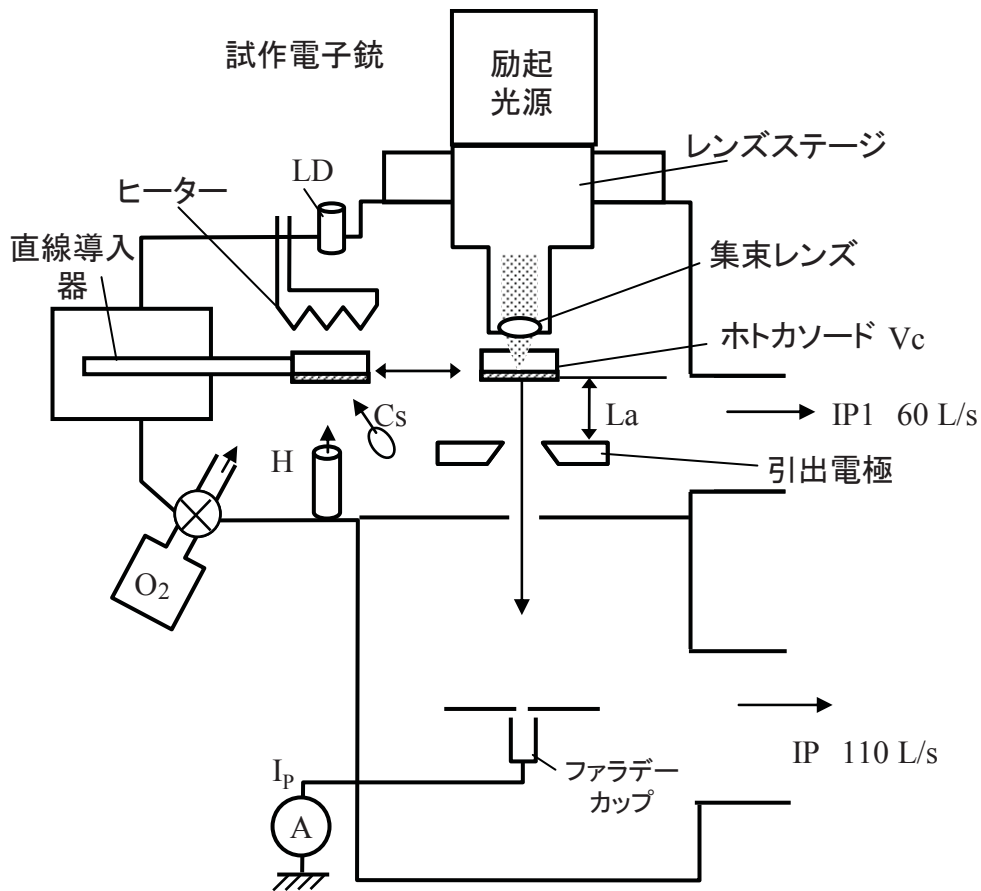 試作電子銃
励起
光源
レンズステージ
LD
ヒーター
直線導入
器
集束レンズ
ホトカソード Vc
Cs
La
IP1 60 L/s
H
引出電極
O2
IP 110 L/s
ファラデー
カップ
IP
A